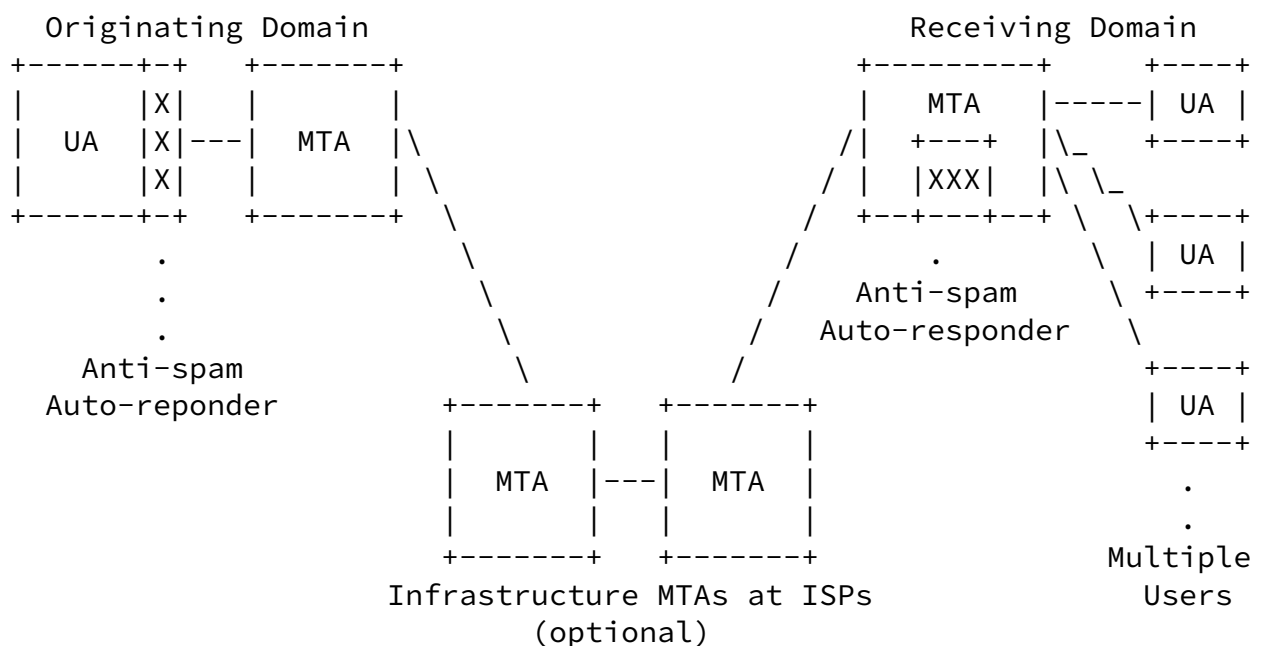 Originating Domain
Receiving Domain
X
UA X MTA
X
MTA UA
XXX
UA
Anti-spam
Auto-responder
Anti-spam
Auto-reponder
UA
MTA MTA
Multiple
Users
Infrastructure MTAs at ISPs
(optional)